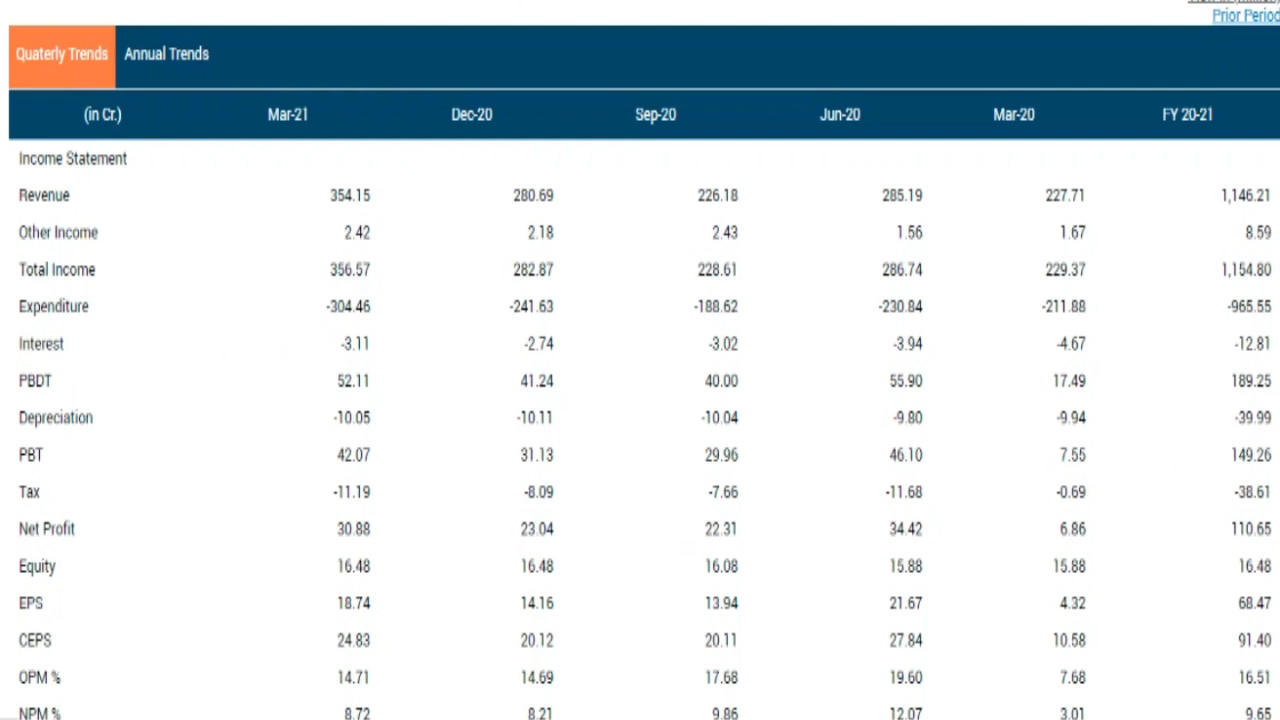 Prior Period
Quaterly Trends Annual Trends
(in Cr.) Mar-21 Dec-20 Sep-20 Jun-20 Mar-20 FY 20-21
Income Statement
Revenue 354.15 280.69 226.18 285.19 227.71 1,146.21
Other Income 2.42 2.18 2.43 1.56 1.67 8.59
Total Income 356.57 282.87 228.61 286.74 229.37 1,154.80
Expenditure -304.46 -241.63 -188.62 -230.84 -211.88 -965.55
Interest -3.11 -2.74 -3.02 -3.94 -4.67 -12.81
PBDT 52.11 41.24 40.00 55.90 17.49 189.25
Depreciation -10.05 -10.11 -10.04 -9.80 -9.94 -39.99
PBT 42.07 31.13 29.96 46.10 7.55 149.26
Tax -11.19 -8.09 -7.66 -11.68 -0.69 -38.61
Net Profit 30.88 23.04 22.31 34.42 6.86 110.65
Equity 16.48 16.48 16.08 15.88 15.88 16.48
EPS 18.74 14.16 13.94 21.67 4.32 68.47
CEPS 24.83 20.12 20.11 27.84 10.58 91.40
OPM % 14.71 14.69 17.68 19.60 7.68 16.51
NPM % 8.72 8.21 9.86 12.07 3.01 9.65